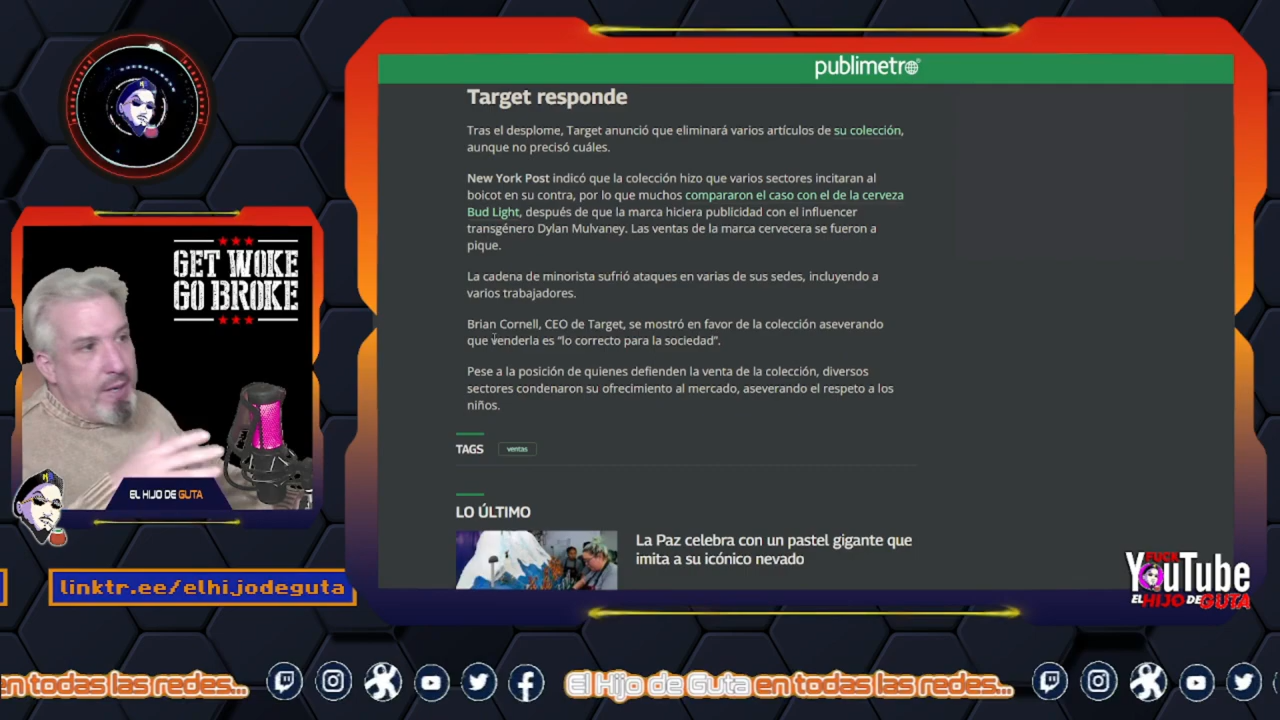 publimetro
Target responde
Tras el desplome, Target anunció que eliminará varios artículos de su colección,
aunque no precisó cuáles.
New York Post indicó que la colección hizo que varios sectores incitaran al
boicot en su contra, por lo que muchos compararon el caso con el de la cerveza
Bud Light, después de que la marca hiciera publicidad con el influencer
transgénero Dylan Mulvaney. Las ventas de la marca cervecera se fueron a
pique.
La cadena de minorista sufrió ataques en varias de sus sedes, incluyendo a
varios trabajadores.
Brian Cornell, CEO de Target, se mostró en favor de la colección aseverando
que venderla es “lo correcto para la sociedad”.
Pese a la posición de quienes defienden la venta de la colección, diversos
sectores condenaron su ofrecimiento al mercado, aseverando el respeto a los
niños.
TAGS
ventas
LO ÚLTIMO
La Paz celebra con un pastel gigante que
imita a su icónico nevado
GET WOKE
GO BROKE
EL HIJO DE GUTA
linktr.ee/elhijodeguta
FUCK
YouTube
EL HIJO DE GUTA
en todas las redes...
El Hijo de Guta en todas las redes...